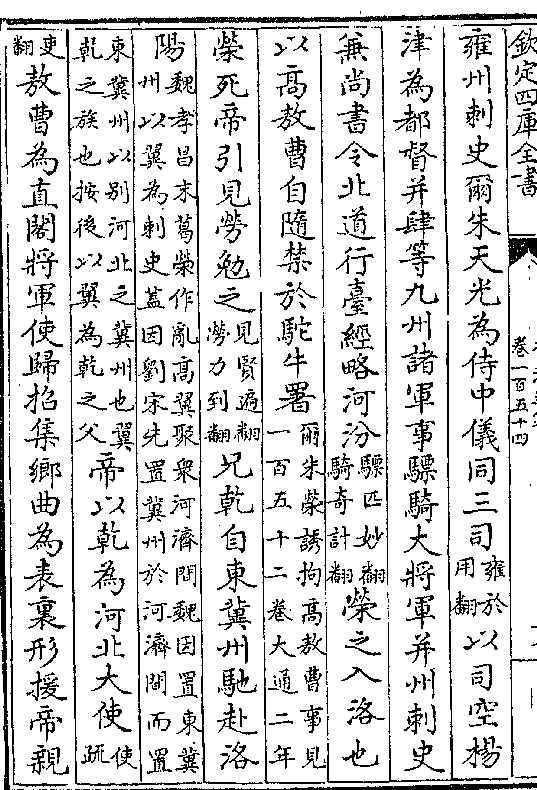 欽定四庫全書
卷一百五十四
雍州刺史爾朱天光為侍中儀同三司雍於用翻以司空楊
津為都督并肆等九州諸軍事驃騎大將軍并州刺史
兼尚書令北道行臺經略河汾驃匹妙翻騎奇計翻榮之入洛也
以高敖曹自隨禁於駝牛署爾朱榮誘拘高敖曹事見一百五十二卷大通二年
榮死帝引見勞勉之見賢遍翻勞力到翻兄乾自東冀州馳赴洛
陽魏孝昌末葛榮作亂高翼聚衆河濟間魏因置東冀州以翼為刺史蓋因劉宋先置冀州於河濟間而置
東冀州以别河北之冀州也翼乾之族也按後以翼為乾之父帝以乾為河北大使使疏
吏翻敖曹為直閣將軍使歸招集鄉曲為表裏形援帝親